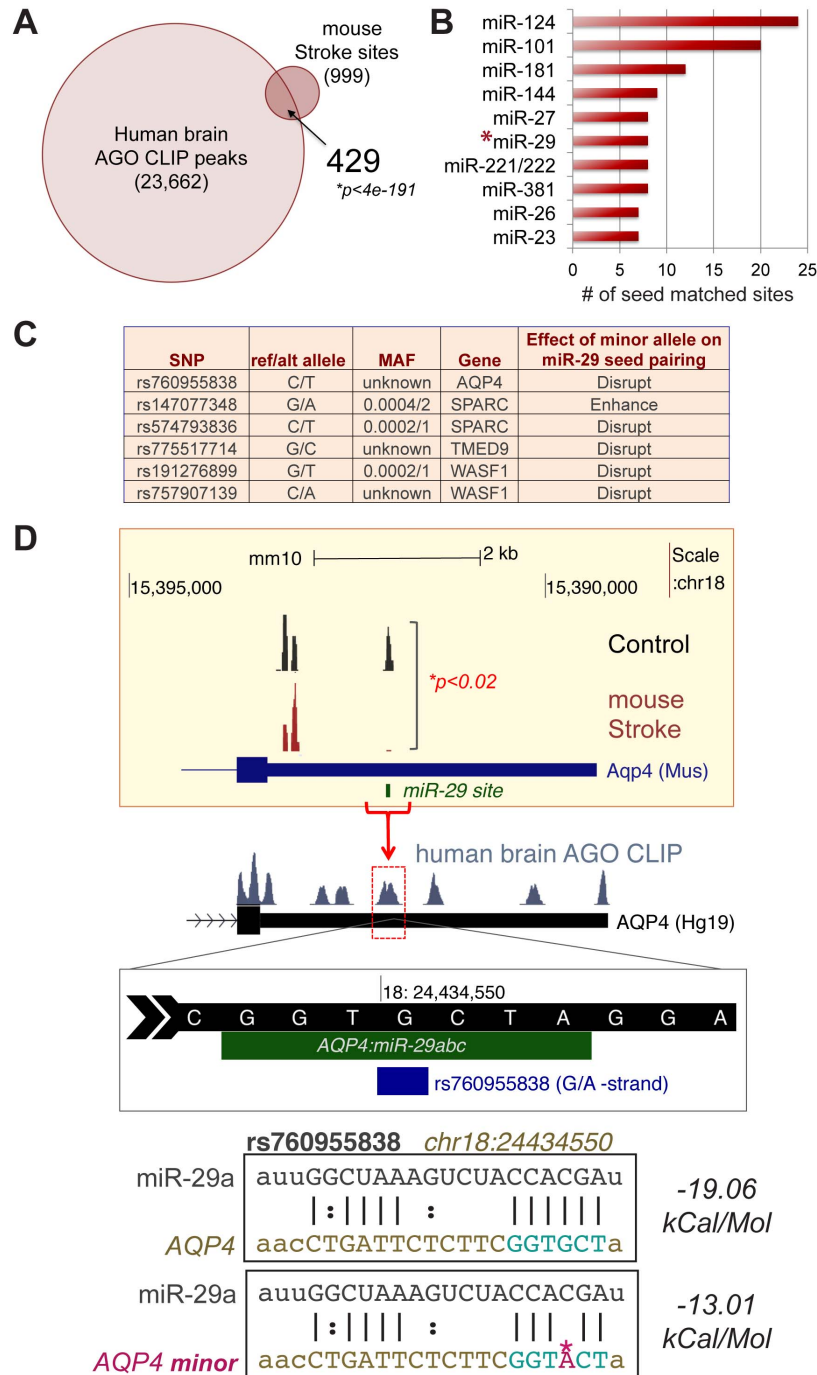 A
mouse
Stroke sites
(999)
Human brain
AGO CLIP peaks
(23,662)
429
*p<4e-191
B
miR-124
miR-101
miR-181
miR-144
miR-27
*miR-29
miR-221/222
miR-381
miR-26
miR-23
0 5 10 15 20 25
# of seed matched sites
C
SNP ref/alt allele MAF Gene Effect of minor allele on miR-29 seed pairing
rs760955838 C/T unknown AQP4 Disrupt
rs147077348 G/A 0.0004/2 SPARC Enhance
rs574793836 C/T 0.0002/1 SPARC Disrupt
rs775517714 G/C unknown TMED9 Disrupt
rs191276899 G/T 0.0002/1 WASF1 Disrupt
rs757907139 C/A unknown WASF1 Disrupt
D
mm10 2 kb Scale
15,395,000 15,390,000 :chr18
Control
*p<0.02
mouse
Stroke
Aqp4 (Mus)
miR-29 site
human brain AGO CLIP
AQP4 (Hg19)
18: 24,434,550
C G G T G C T A G G A
AQP4:miR-29abc
rs760955838 (G/A -strand)
rs760955838 chr18:24434550
miR-29a auuGGCUAAAGUCUACCACGAu
AQP4 aacCTGATTCTCTTCGGTGCTa
-19.06
kCal/Mol
miR-29a auuGGCUAAAGUCUACCACGAu
*
AQP4 minor aacCTGATTCTCTTCGGTACTa
-13.01
kCal/Mol